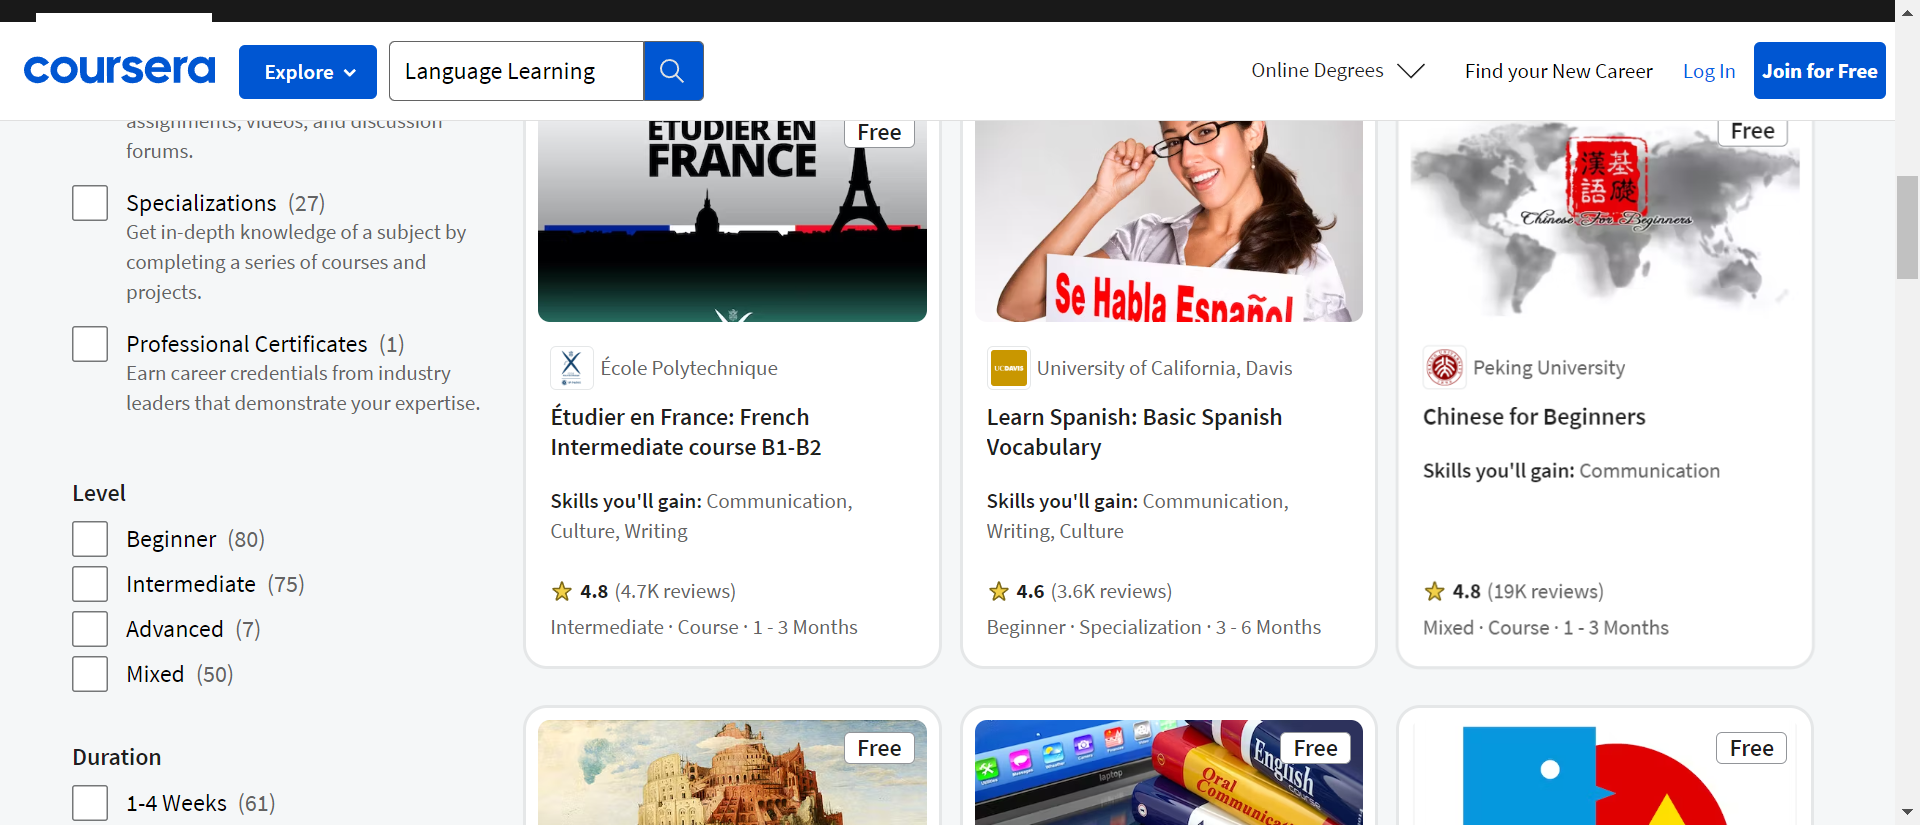 coursera
Explore
Language Learning
Online Degrees
Find your New Career
Log In
Join for Free
assignments, videos, and discussion
forums.
Specializations (27)
Get in-depth knowledge of a subject by
completing a series of courses and
projects.
Professional Certificates (1)
Earn career credentials from industry
leaders that demonstrate your expertise.
Level
Beginner (80)
Intermediate (75)
Advanced (7)
Mixed (50)
Duration
1-4 Weeks (61)
ÉTUDIER EN
FRANCE
Free
École Polytechnique
Étudier en France: French
Intermediate course B1-B2
Skills you'll gain: Communication,
Culture, Writing
4.8 (4.7K reviews)
Intermediate · Course · 1 - 3 Months
Se Habla Español
UCDAVIS
University of California, Davis
Learn Spanish: Basic Spanish
Vocabulary
Skills you'll gain: Communication,
Writing, Culture
4.6 (3.6K reviews)
Beginner · Specialization · 3 - 6 Months
Free
漢基
語礎
Chinese For Beginners
Peking University
Chinese for Beginners
Skills you'll gain: Communication
4.8 (19K reviews)
Mixed · Course · 1 - 3 Months
Free
Free
laptop
English
COURSE
Oral
Free